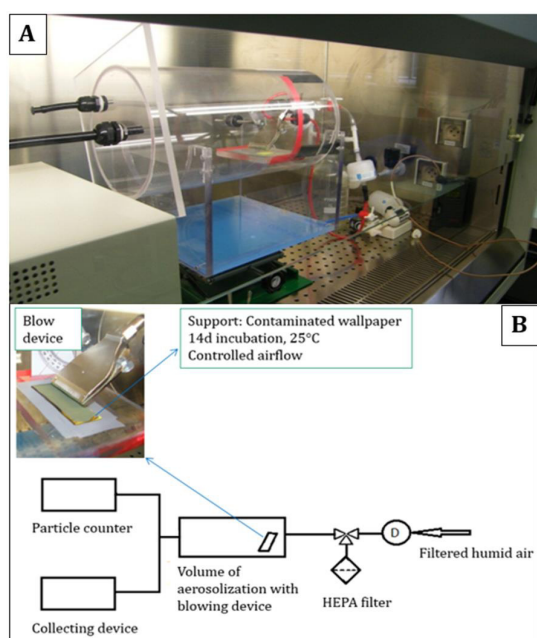 A
B
Blow
device
Support: Contaminated wallpaper
14d incubation, 25°C
Controlled airflow
Particle counter
D
Filtered humid air
Volume of
aerosolization with
blowing device
HEPA filter
Collecting device